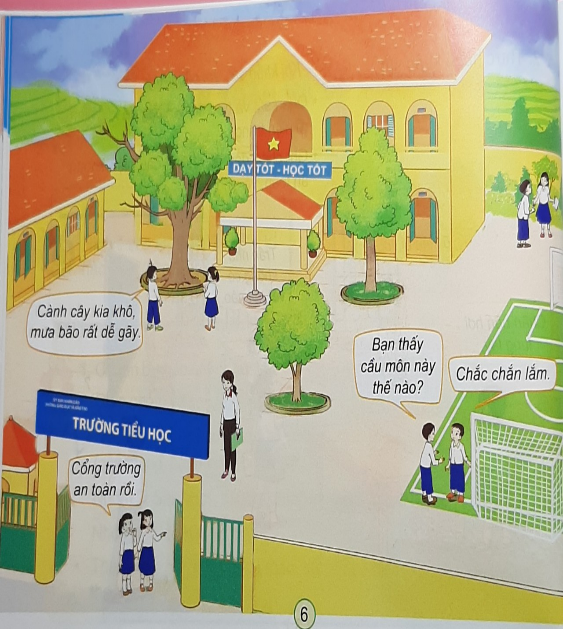 DẠY TỐT - HỌC TỐT
Cành cây kia khô,
mưa bão rất dễ gãy.
Bạn thấy
cầu môn này
thế nào?
Chắc chắn lắm.
TRƯỜNG TIỂU HỌC
Cổng trường
an toàn rồi.
6